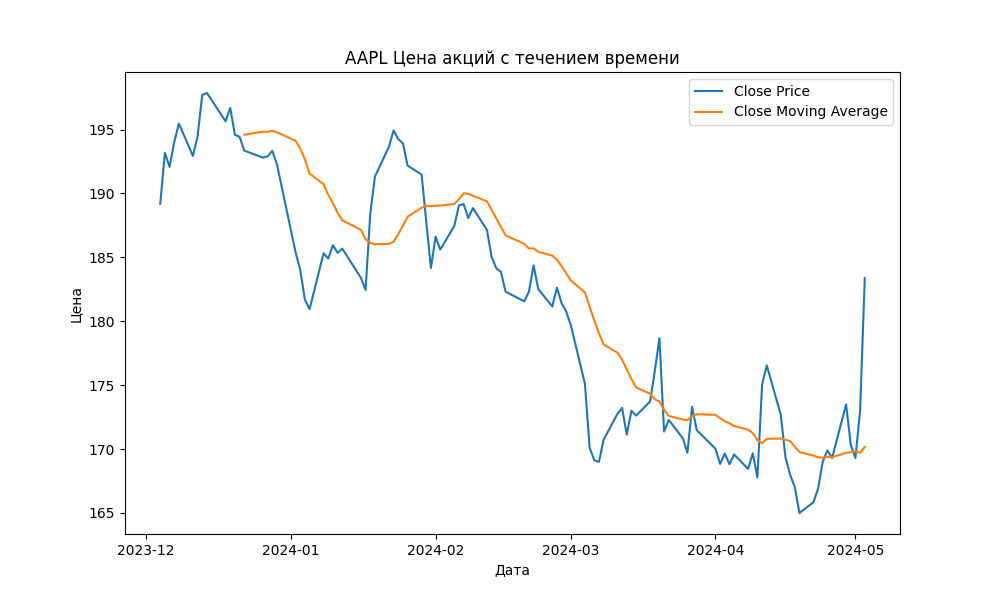 AAPL Цена акций с течением времени
Close Price
Close Moving Average
Цена
195
190
185
180
175
170
165
2023-12
2024-01
2024-02
2024-03
2024-04
2024-05
Дата